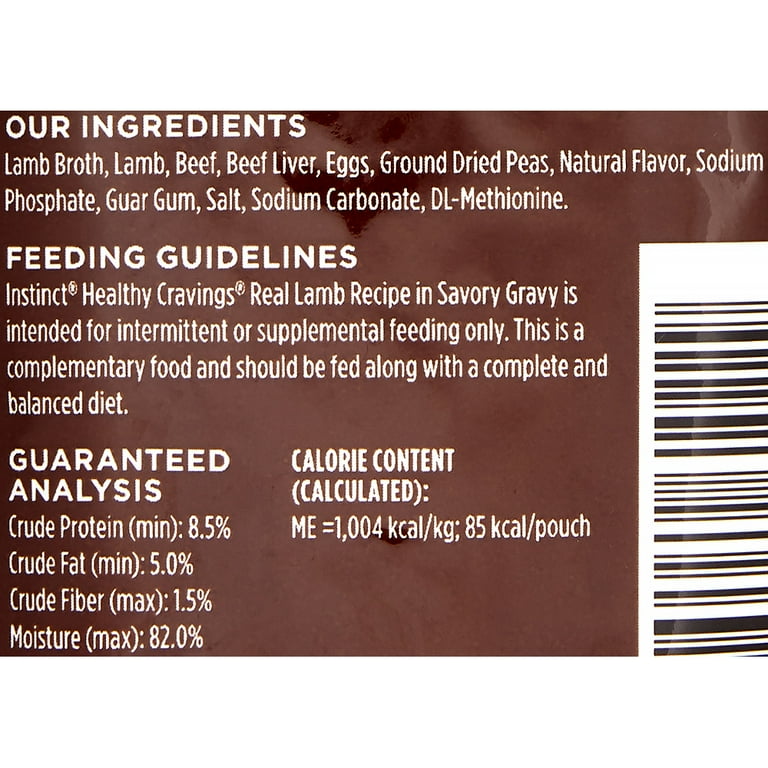 OUR INGREDIENTS
Lamb Broth, Lamb, Beef, Beef Liver, Eggs, Ground Dried Peas, Natural Flavor, Sodium
Phosphate, Guar Gum, Salt, Sodium Carbonate, DL-Methionine.
FEEDING GUIDELINES
Instinct® Healthy Cravings® Real Lamb Recipe in Savory Gravy is
intended for intermittent or supplemental feeding only. This is a
complementary food and should be fed along with a complete and
balanced diet.
GUARANTEED
ANALYSIS
Crude Protein (min): 8.5%
Crude Fat (min): 5.0%
Crude Fiber (max): 1.5%
Moisture (max): 82.0%
CALORIE CONTENT
(CALCULATED):
ME =1,004 kcal/kg; 85 kcal/pouch